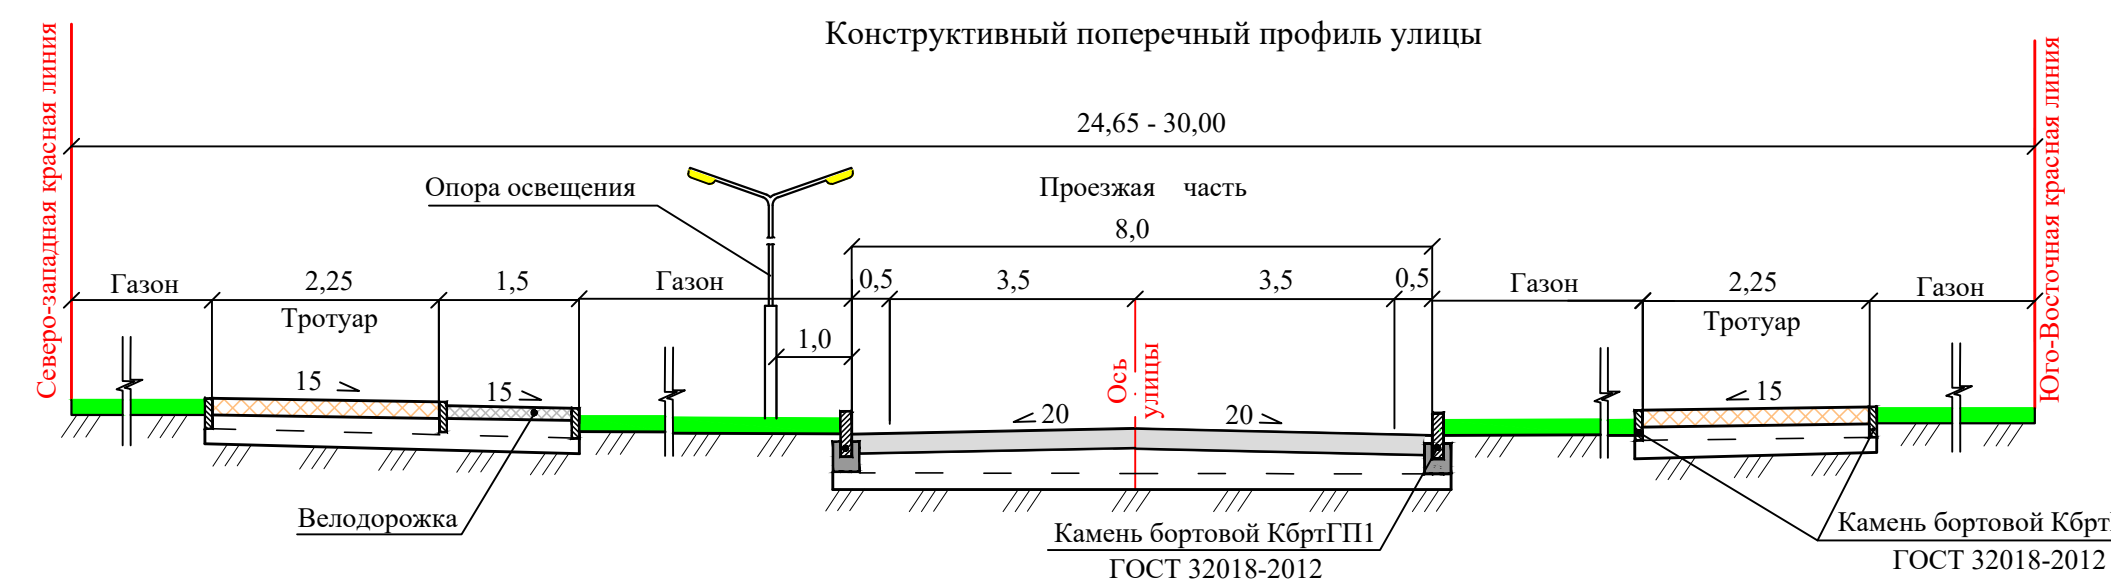 Конструктивный поперечный профиль улицы
Северо-западная красная линия
Юго-Восточная красная линия
24,65 - 30,00
Опора освещения
Проезжая часть
8,0
Газон
2,25
1,5
Газон
0,5
3,5
3,5
0,5
Газон
2,25
Газон
Тротуар
Тротуар
1,0
Ось
улицы
15
15
20
20
15
Велодорожка
Камень бортовой КбртГП1
ГОСТ 32018-2012
Камень бортовой Кбрт
ГОСТ 32018-2012